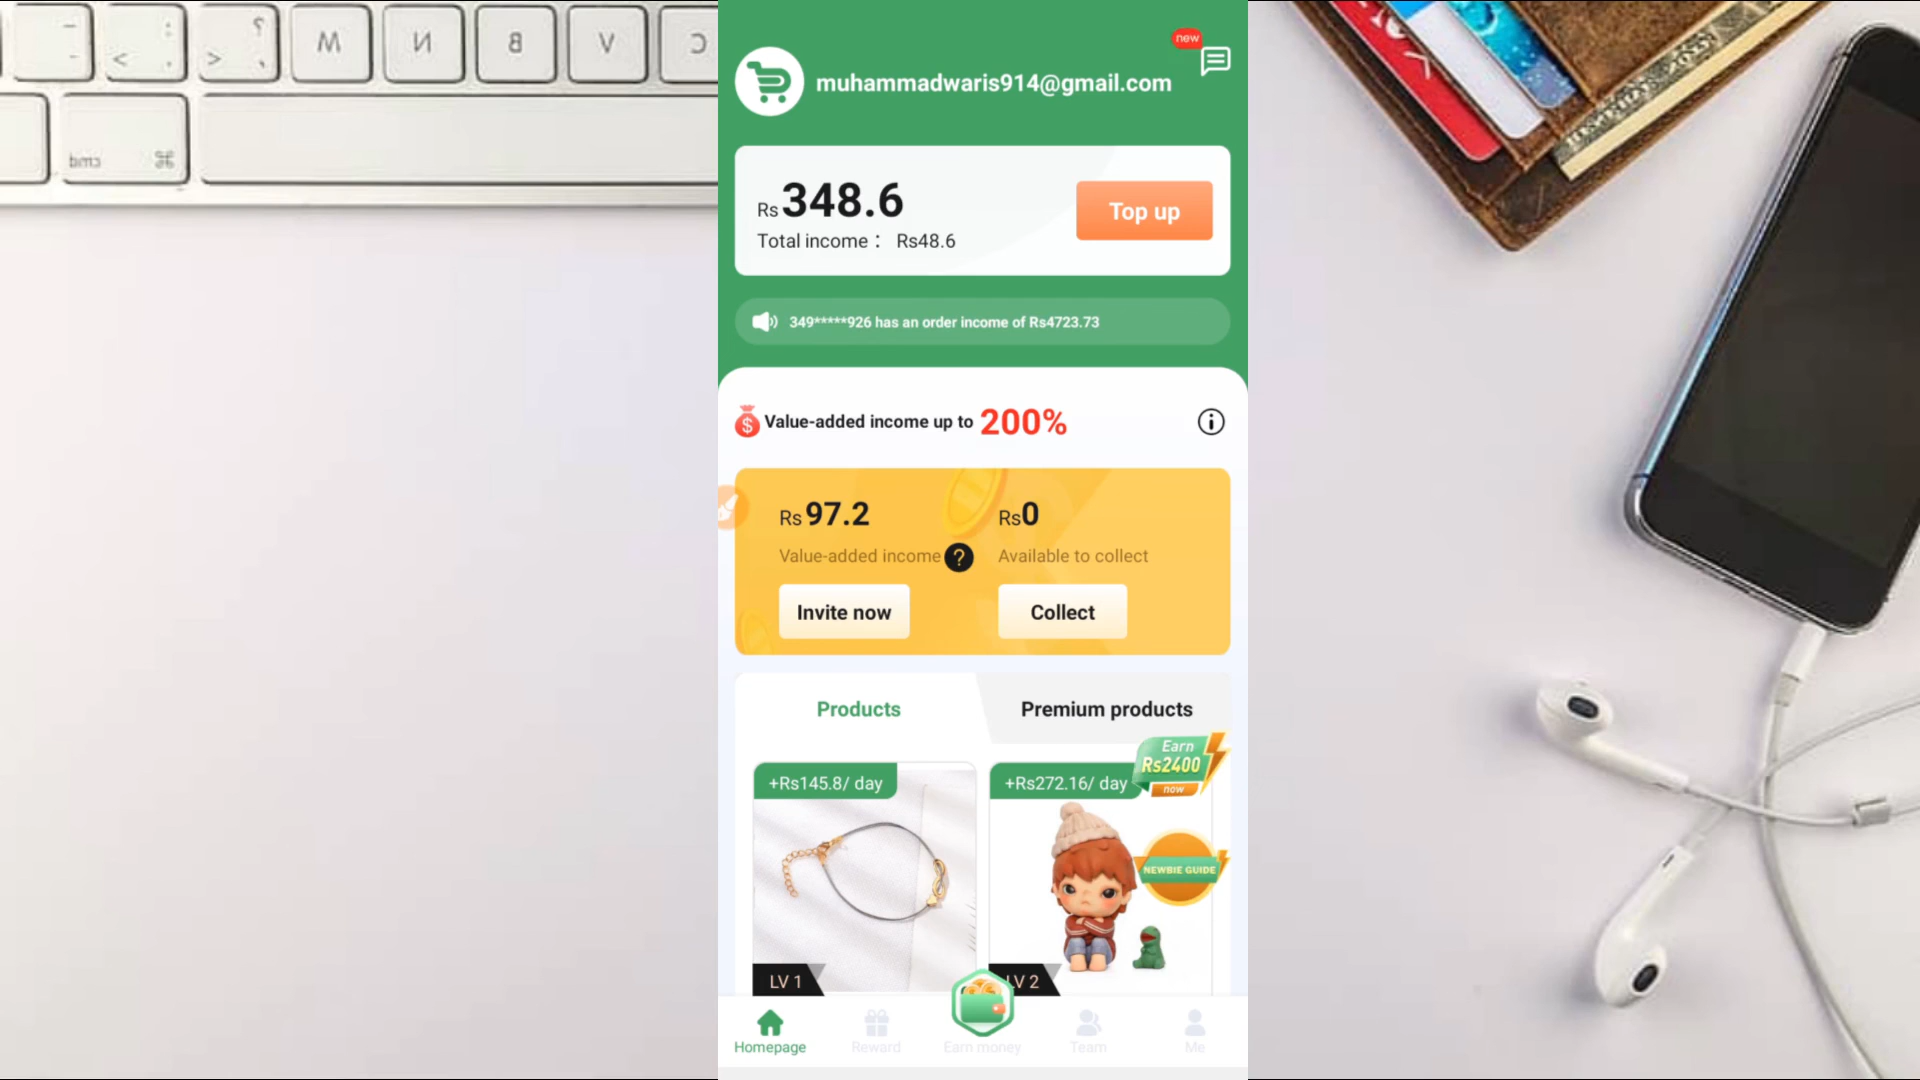 ?
M
N
B
V
C
cmd
⌘
new
muhammadwaris914@gmail.com
Rs348.6
Top up
Total income： Rs48.6
349*****926 has an order income of Rs4723.73
Value-added income up to 200%
Rs97.2
Rs0
Value-added income ?
Available to collect
Invite now
Collect
Products
Premium products
Earn
Rs2400
now
+Rs145.8/ day
+Rs272.16/ day
NEWBIE GUIDE
LV 1
LV 2
Homepage
Reward
Earn money
Team
Me